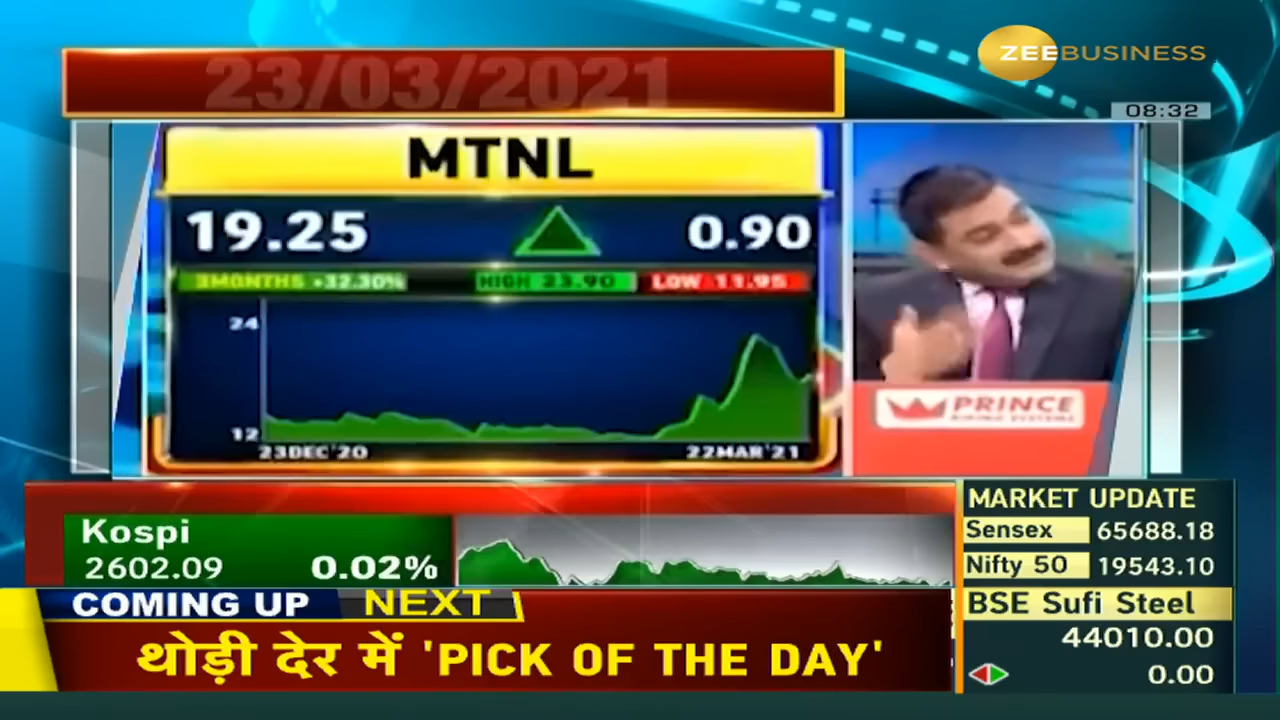 23/03/2021
ZEEBUSINESS
08:32
MTNL
19.25 0.90
3MONTHS +32.30% HIGH 23.90 LOW 11.95
24
12
23DEC'20 22MAR'21
PRINCE
PIPING SYSTEMS
Kospi
2602.09 0.02%
MARKET UPDATE
Sensex 65688.18
Nifty 50 19543.10
BSE Sufi Steel
44010.00
0.00
COMING UP NEXT
थोड़ी देर में 'PICK OF THE DAY'